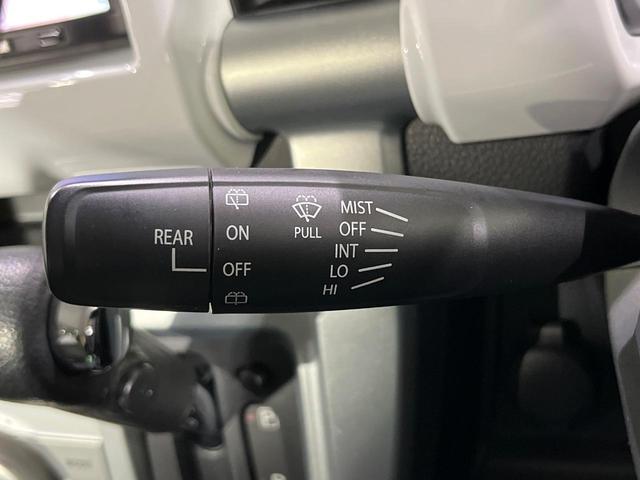 REAR
ON
OFF
PULL
MIST
OFF
INT
LO
HI